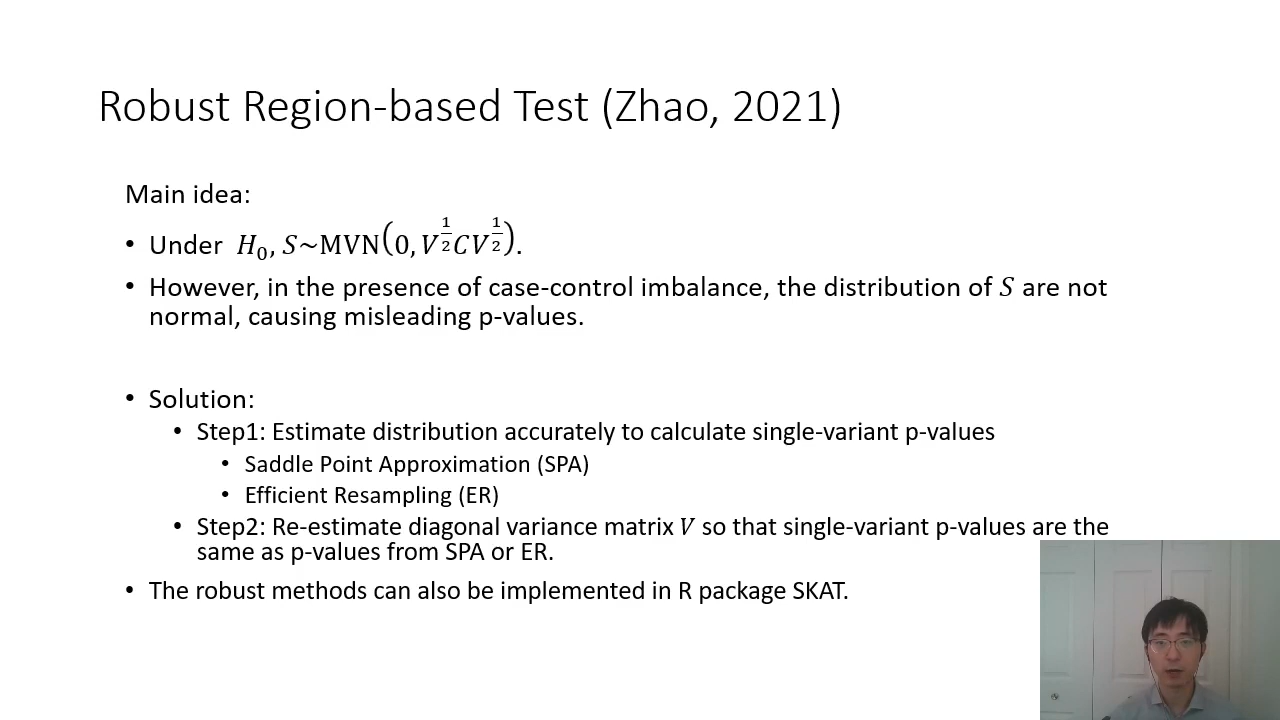 Robust Region-based Test (Zhao, 2021)
Main idea:
• Under H₀, S~MVN(0, V^{1/2}CV^{1/2}).
• However, in the presence of case-control imbalance, the distribution of S are not
normal, causing misleading p-values.
• Solution:
• Step1: Estimate distribution accurately to calculate single-variant p-values
• Saddle Point Approximation (SPA)
• Efficient Resampling (ER)
• Step2: Re-estimate diagonal variance matrix V so that single-variant p-values are the
same as p-values from SPA or ER.
• The robust methods can also be implemented in R package SKAT.